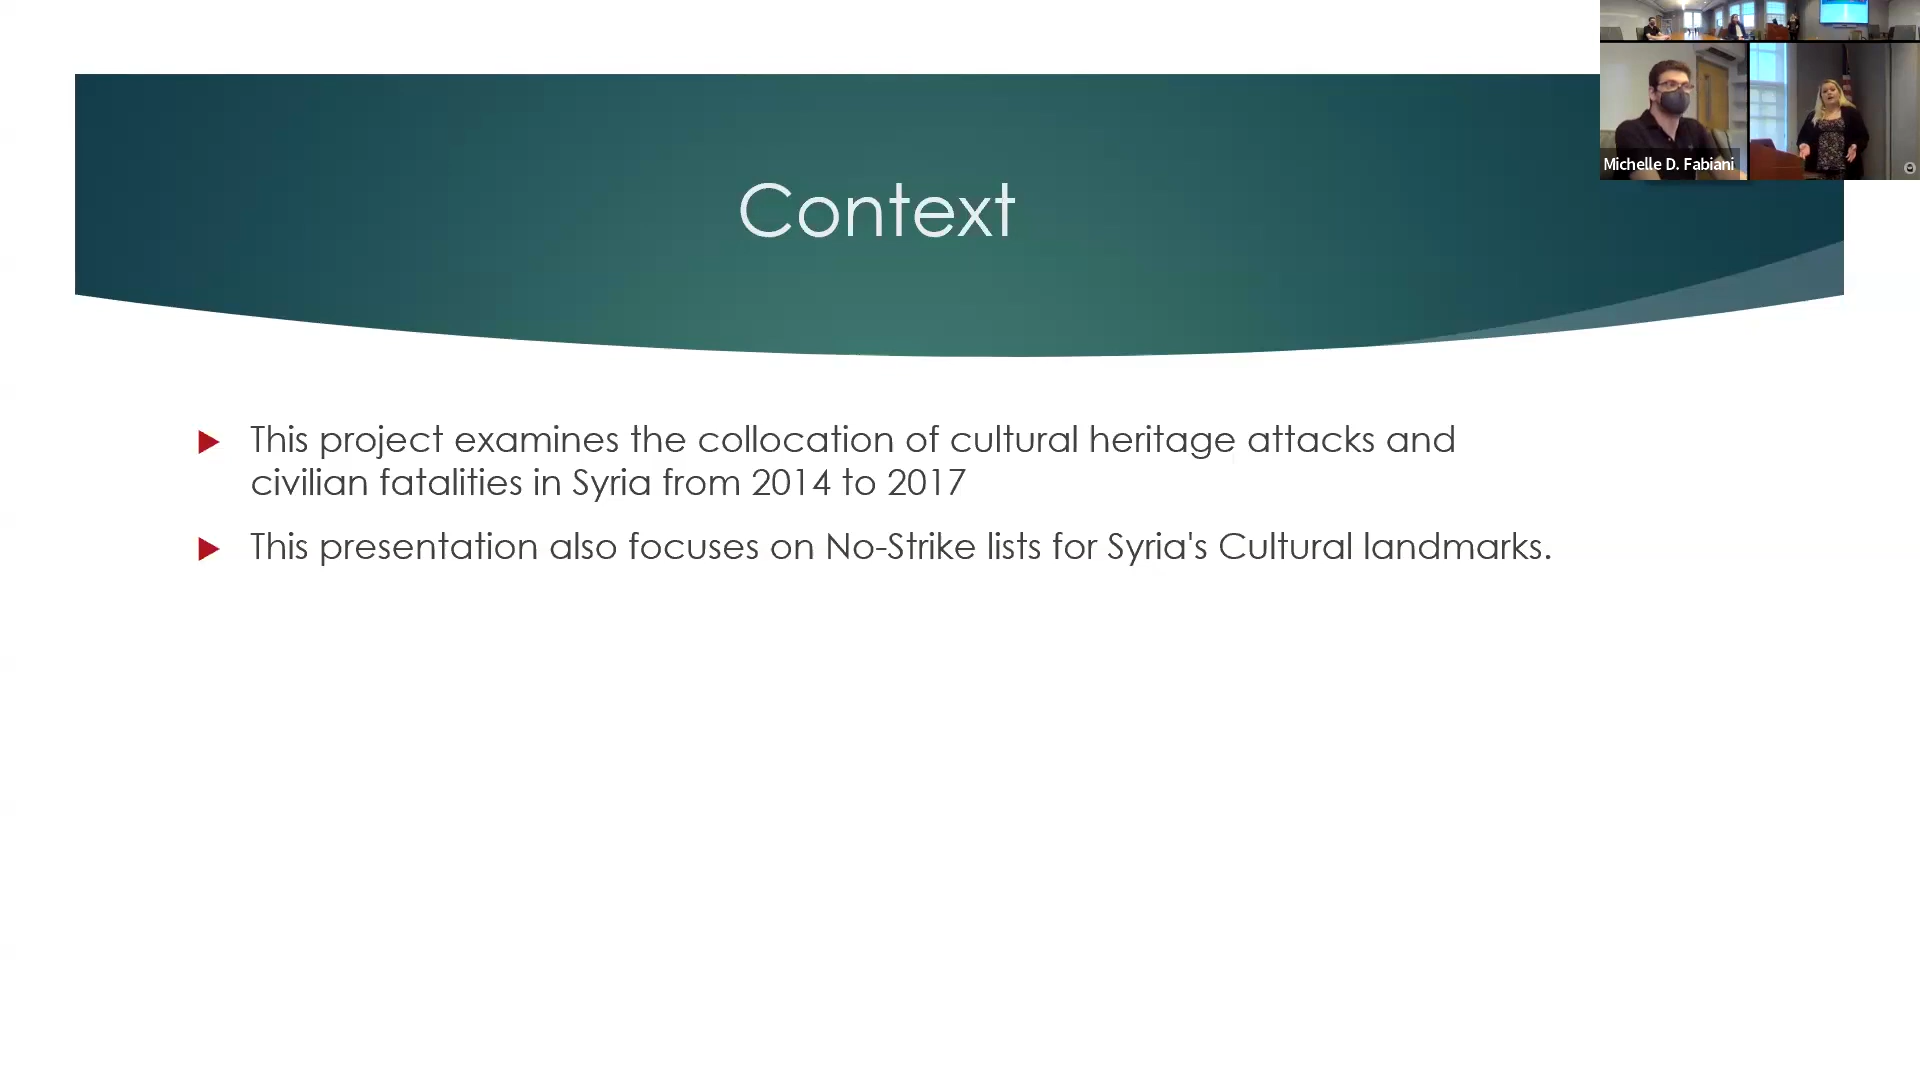 Context
Michelle D. Fabiani
This project examines the collocation of cultural heritage attacks and
civilian fatalities in Syria from 2014 to 2017
This presentation also focuses on No-Strike lists for Syria's Cultural landmarks.